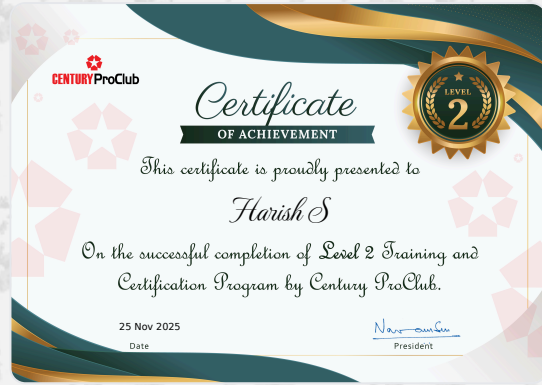 CENTURY ProClub
Certificate
OF ACHIEVEMENT
LEVEL
2
This certificate is proudly presented to
Harish S
On the successful completion of Level 2 Training and
Certification Program by Century ProClub.
25 Nov 2025
Date
President